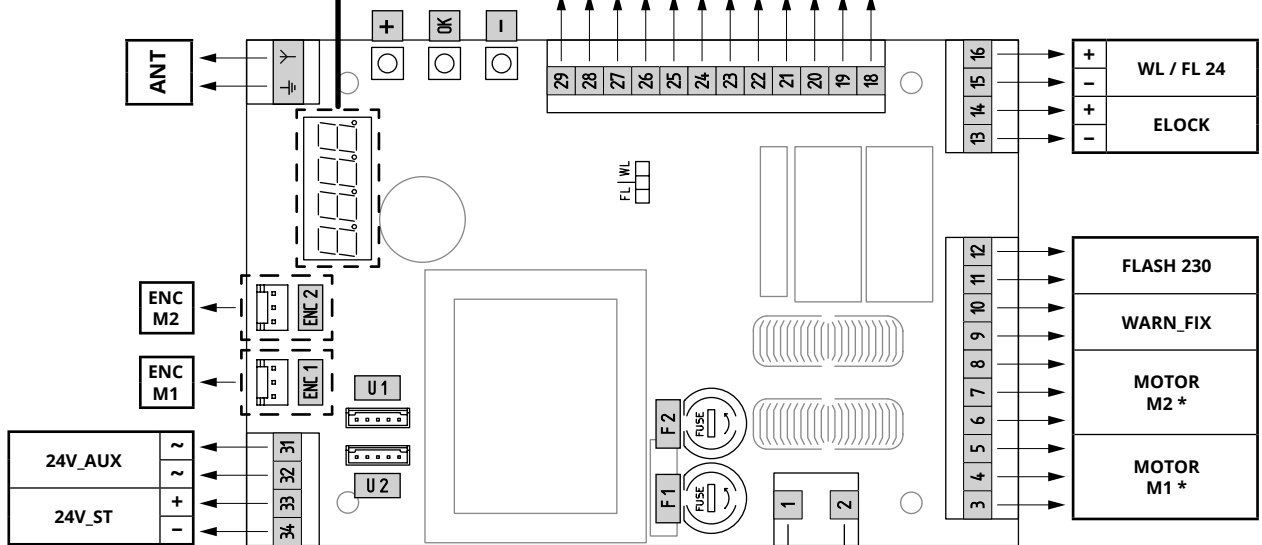 + OK −
ANT
29 28 27 26 25 24 23 22 21 20 19 18
16 + WL / FL 24
15 −
14 + ELOCK
13 −
FL | WL
12 FLASH 230
11
10 WARN_FIX
9
8 MOTOR
7 M2 *
6
5 MOTOR
4 M1 *
3
ENC
M2
ENC 2
ENC
M1
ENC 1
U1
U2
F2 FUSE
F1 FUSE
24V_AUX ~ 31
~ 32
24V_ST + 33
− 34
1 2